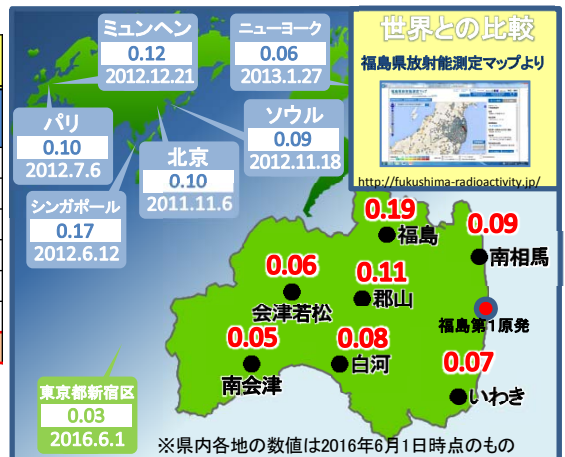 ミュンヘン
0.12
2012.12.21
ニューヨーク
0.06
2013.1.27
世界との比較
福島県放射能測定マップより
http://fukushima-radioactivity.jp/
パリ
0.10
2012.7.6
北京
0.10
2011.11.6
ソウル
0.09
2012.11.18
シンガポール
0.17
2012.6.12
0.19
福島
0.09
南相馬
0.06
会津若松
0.11
郡山
福島第1原発
0.05
南会津
0.08
白河
0.07
いわき
東京都新宿区
0.03
2016.6.1
※県内各地の数値は2016年6月1日時点のもの